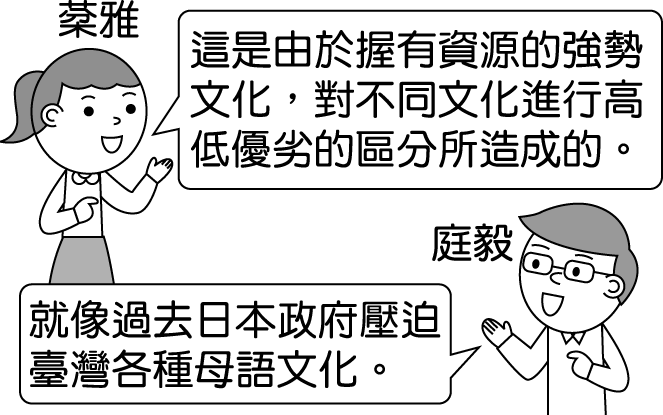 棻雅
這是由於握有資源的強勢
文化，對不同文化進行高
低優劣的區分所造成的。
庭毅
就像過去日本政府壓迫
臺灣各種母語文化。